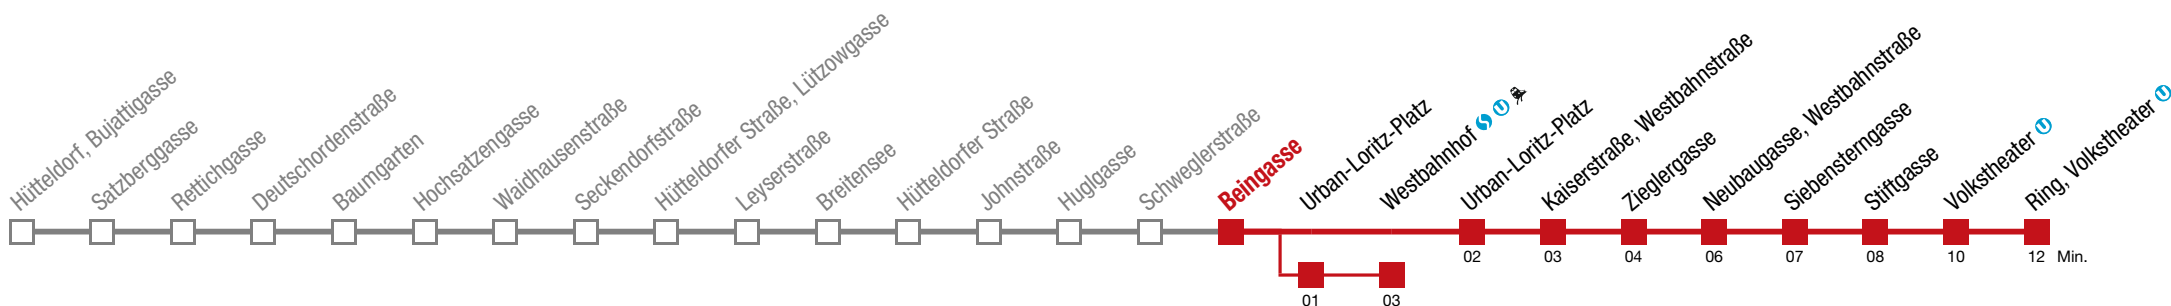 Hütteldorf, Bujattigasse
Satzberggasse
Rettichgasse
Deutschordenstraße
Baumgarten
Hochsatzengasse
Waidhausenstraße
Seckendorfstraße
Hütteldorfer Straße, Lützowgasse
Leyserstraße
Breitensee
Hütteldorfer Straße
Johnstraße
Huglgasse
Schweglerstraße
Beingasse
Urban-Loritz-Platz
Westbahnhof S U
Urban-Loritz-Platz
Kaiserstraße, Westbahnstraße
Zieglergasse
Neubaugasse, Westbahnstraße
Siebensterngasse
Stiftgasse
Volkstheater U
Ring, Volkstheater U
02 03 04 06 07 08 10 12 Min.
01 03